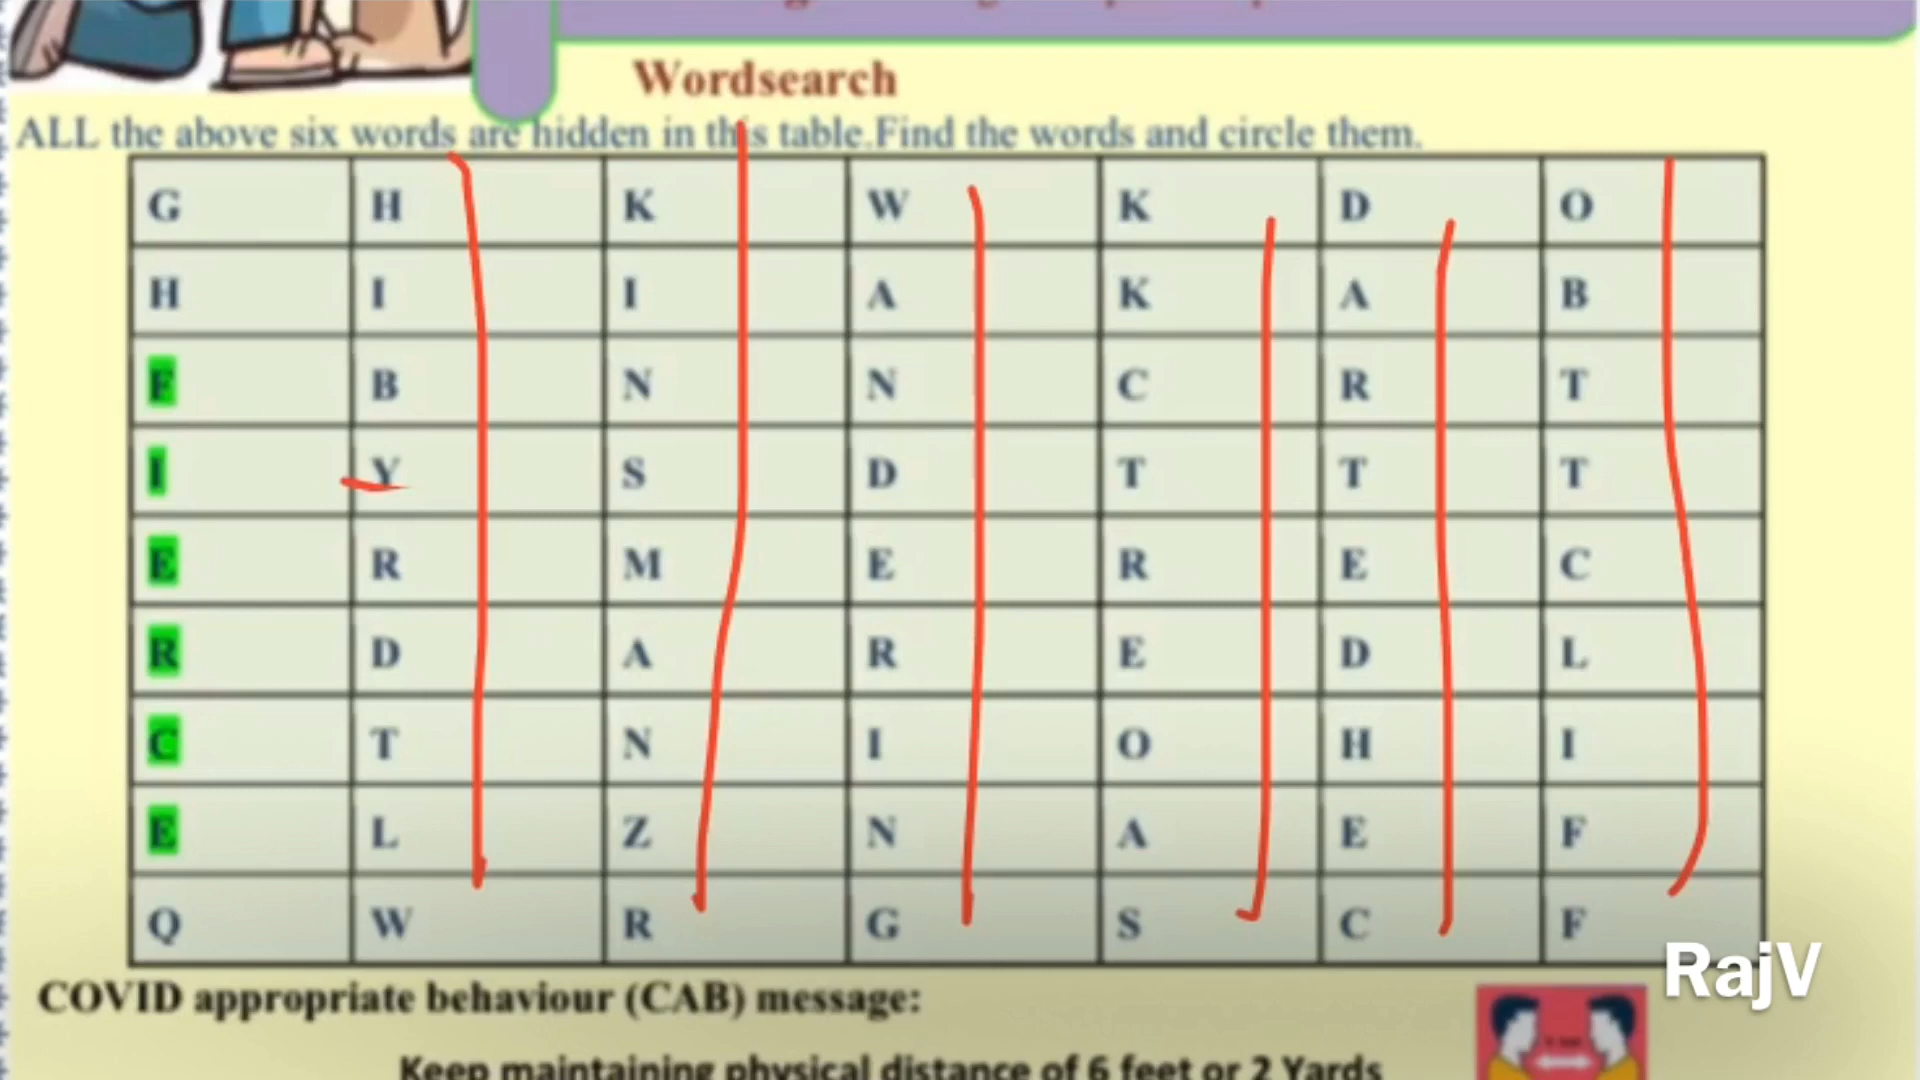 Wordsearch
ALL the above six words are hidden in this table.Find the words and circle them.
G H K W K D O
H I I A K A B
F B N N C R T
I Y S D T T T
E R M E R E C
R D A R E D L
C T N I O H I
E L Z N A E F
Q W R G S C F
COVID appropriate behaviour (CAB) message:
Keep maintaining physical distance of 6 feet or 2 Yards
RajV